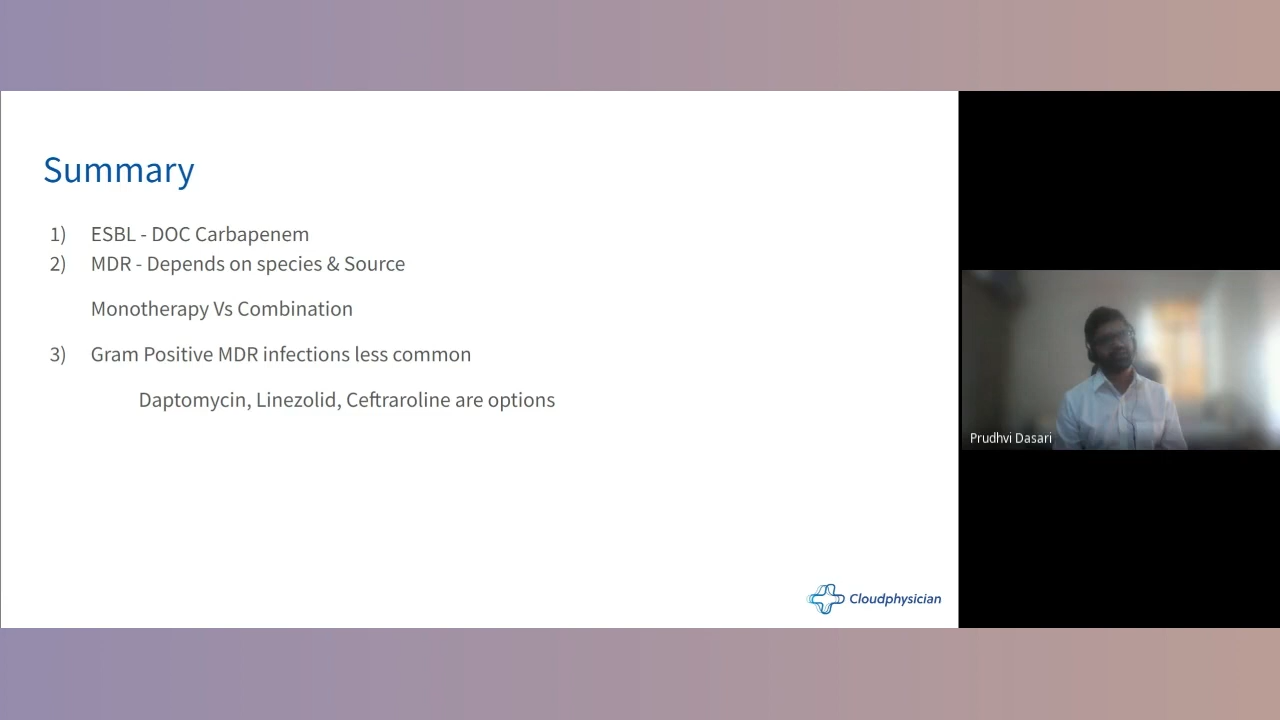 Summary
1) ESBL - DOC Carbapenem
2) MDR - Depends on species & Source
Monotherapy Vs Combination
3) Gram Positive MDR infections less common
Daptomycin, Linezolid, Ceftraroline are options
Prudhvi Dasari
Cloudphysician